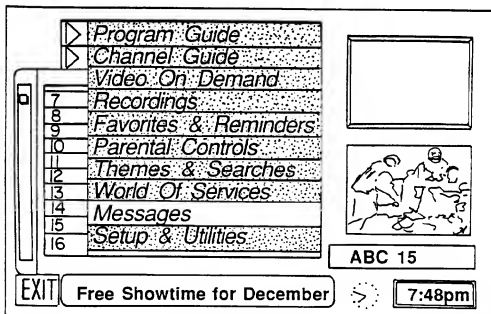 Program Guide
Channel Guide
Video On Demand
7 Recordings
8
9 Favorites & Reminders
10 Parental Controls
11
12 Themes & Searches
13 World Of Services
14 Messages
15
16 Setup & Utilities
ABC 15
EXIT Free Showtime for December 7:48pm